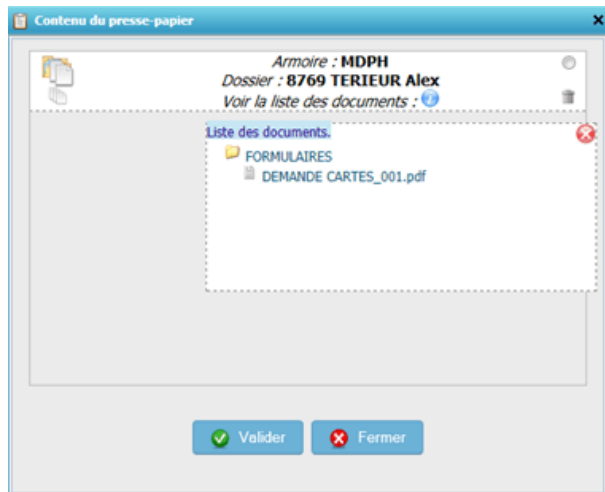 Contenu du presse-papier
Armoire : MDPH
Dossier : 8769 TERIEUR Alex
Voir la liste des documents :
Liste des documents.
FORMULAIRES
DEMANDE CARTES_001.pdf
Valider
Fermer